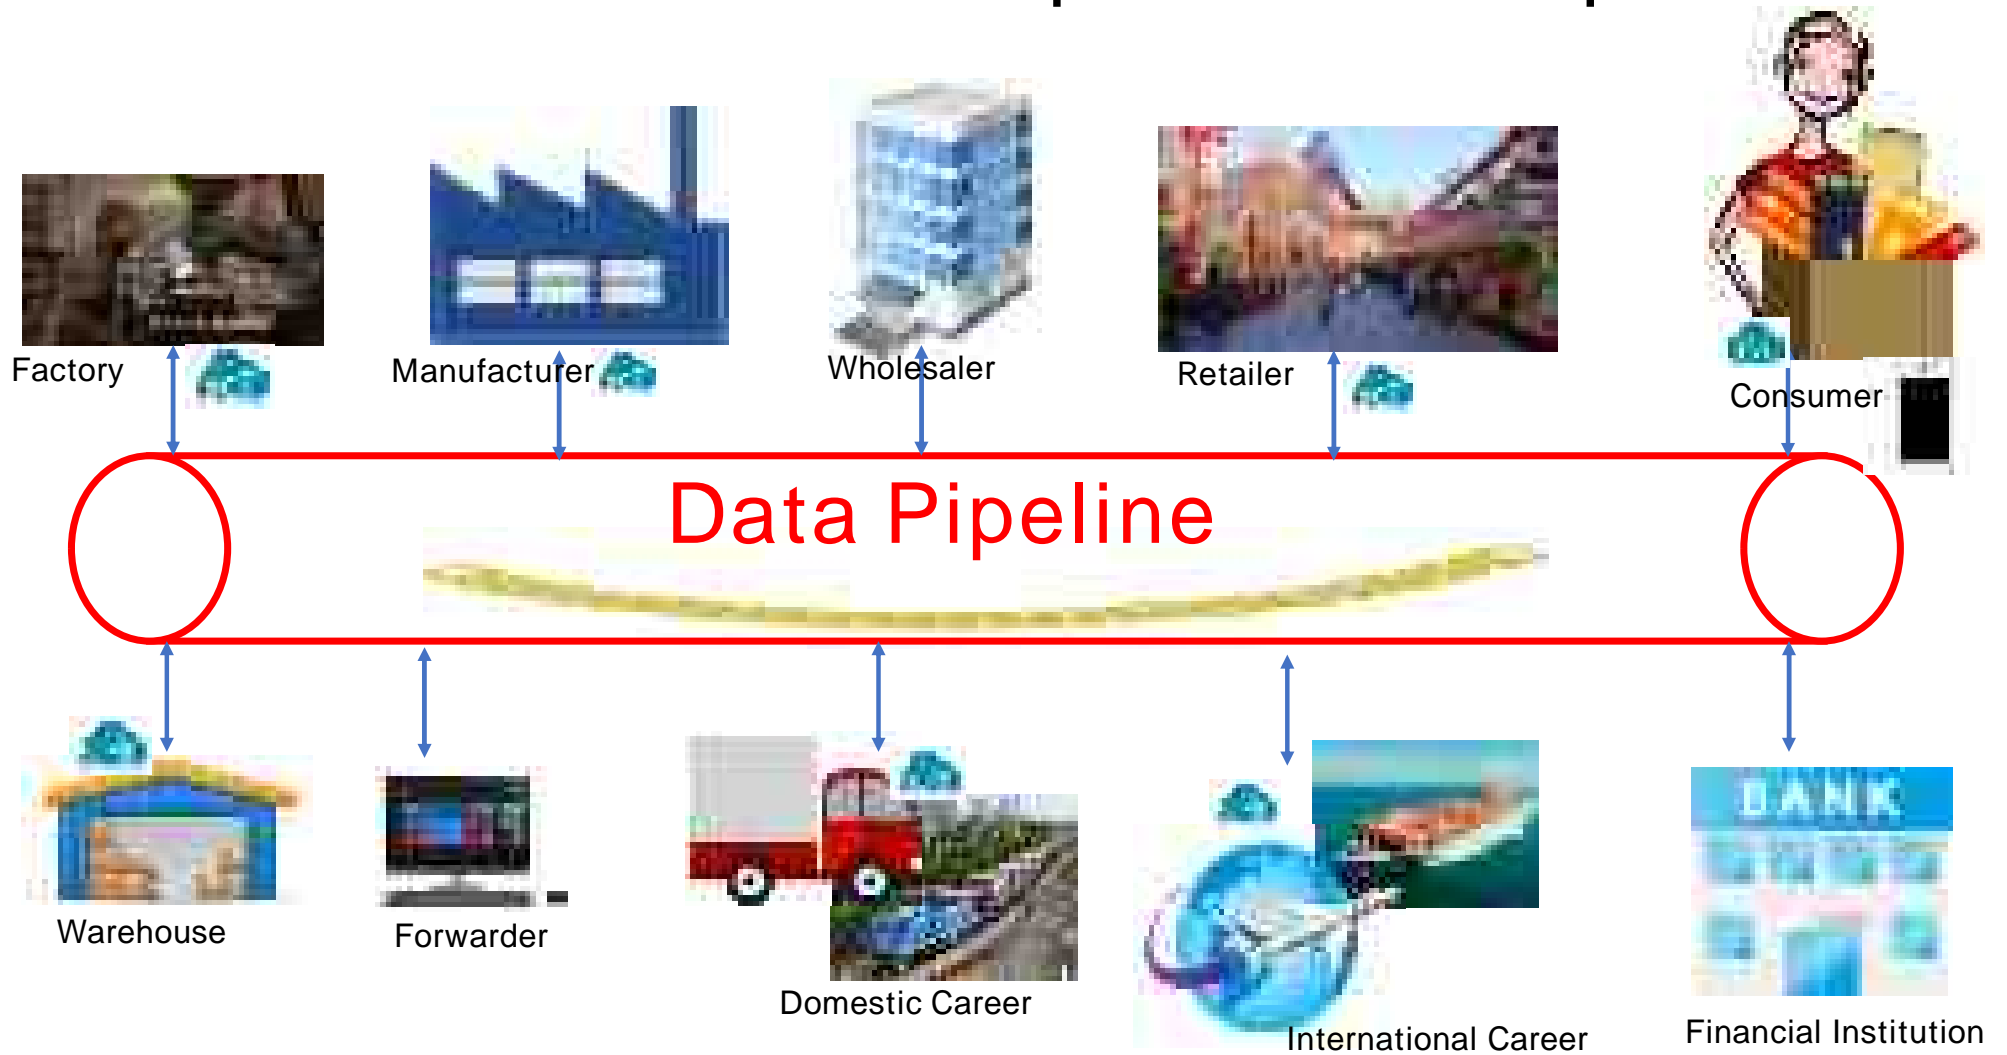 Factory
Manufacturer
Wholesaler
Retailer
Consumer
Data Pipeline
BANK
Warehouse
Forwarder
Domestic Career
International Career
Financial Institution